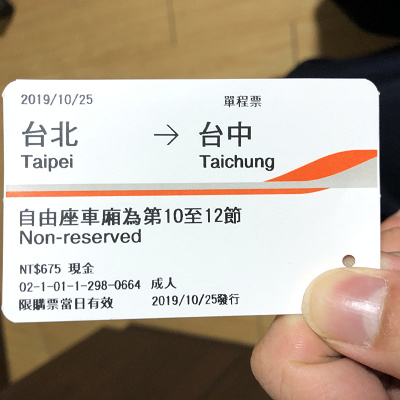 2019/10/25 單程票
台北 → 台中
Taipei Taichung
自由座車廂為第10至12節
Non-reserved
NT$675 現金
02-1-01-1-298-0664 成人
限購票當日有效 2019/10/25發行